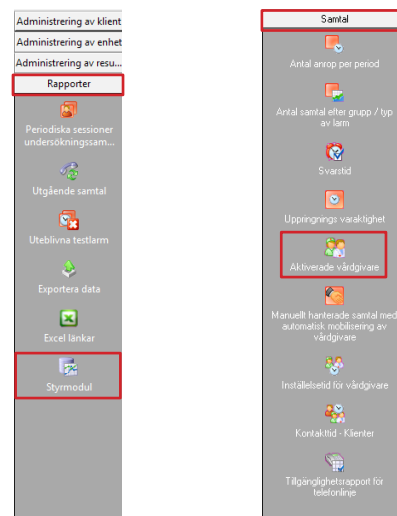 Administrering av klient
Administrering av enhet
Administrering av resu...
Rapporter
Periodiska sessioner
undersökningssam...
Utgående samtal
Uteblivna testlarm
Exportera data
Excel länkar
Styrmodul
Samtal
Antal anrop per period
Antal samtal efter grupp / typ
av larm
Svarstid
Uppringnings varaktighet
Aktiverade vårdgivare
Manuellt hanterade samtal med
automatisk mobilisering av
vårdgivare
Inställelsetid för vårdgivare
Kontakttid - Klienter
Tillgänglighetsrapport för
telefonlinje